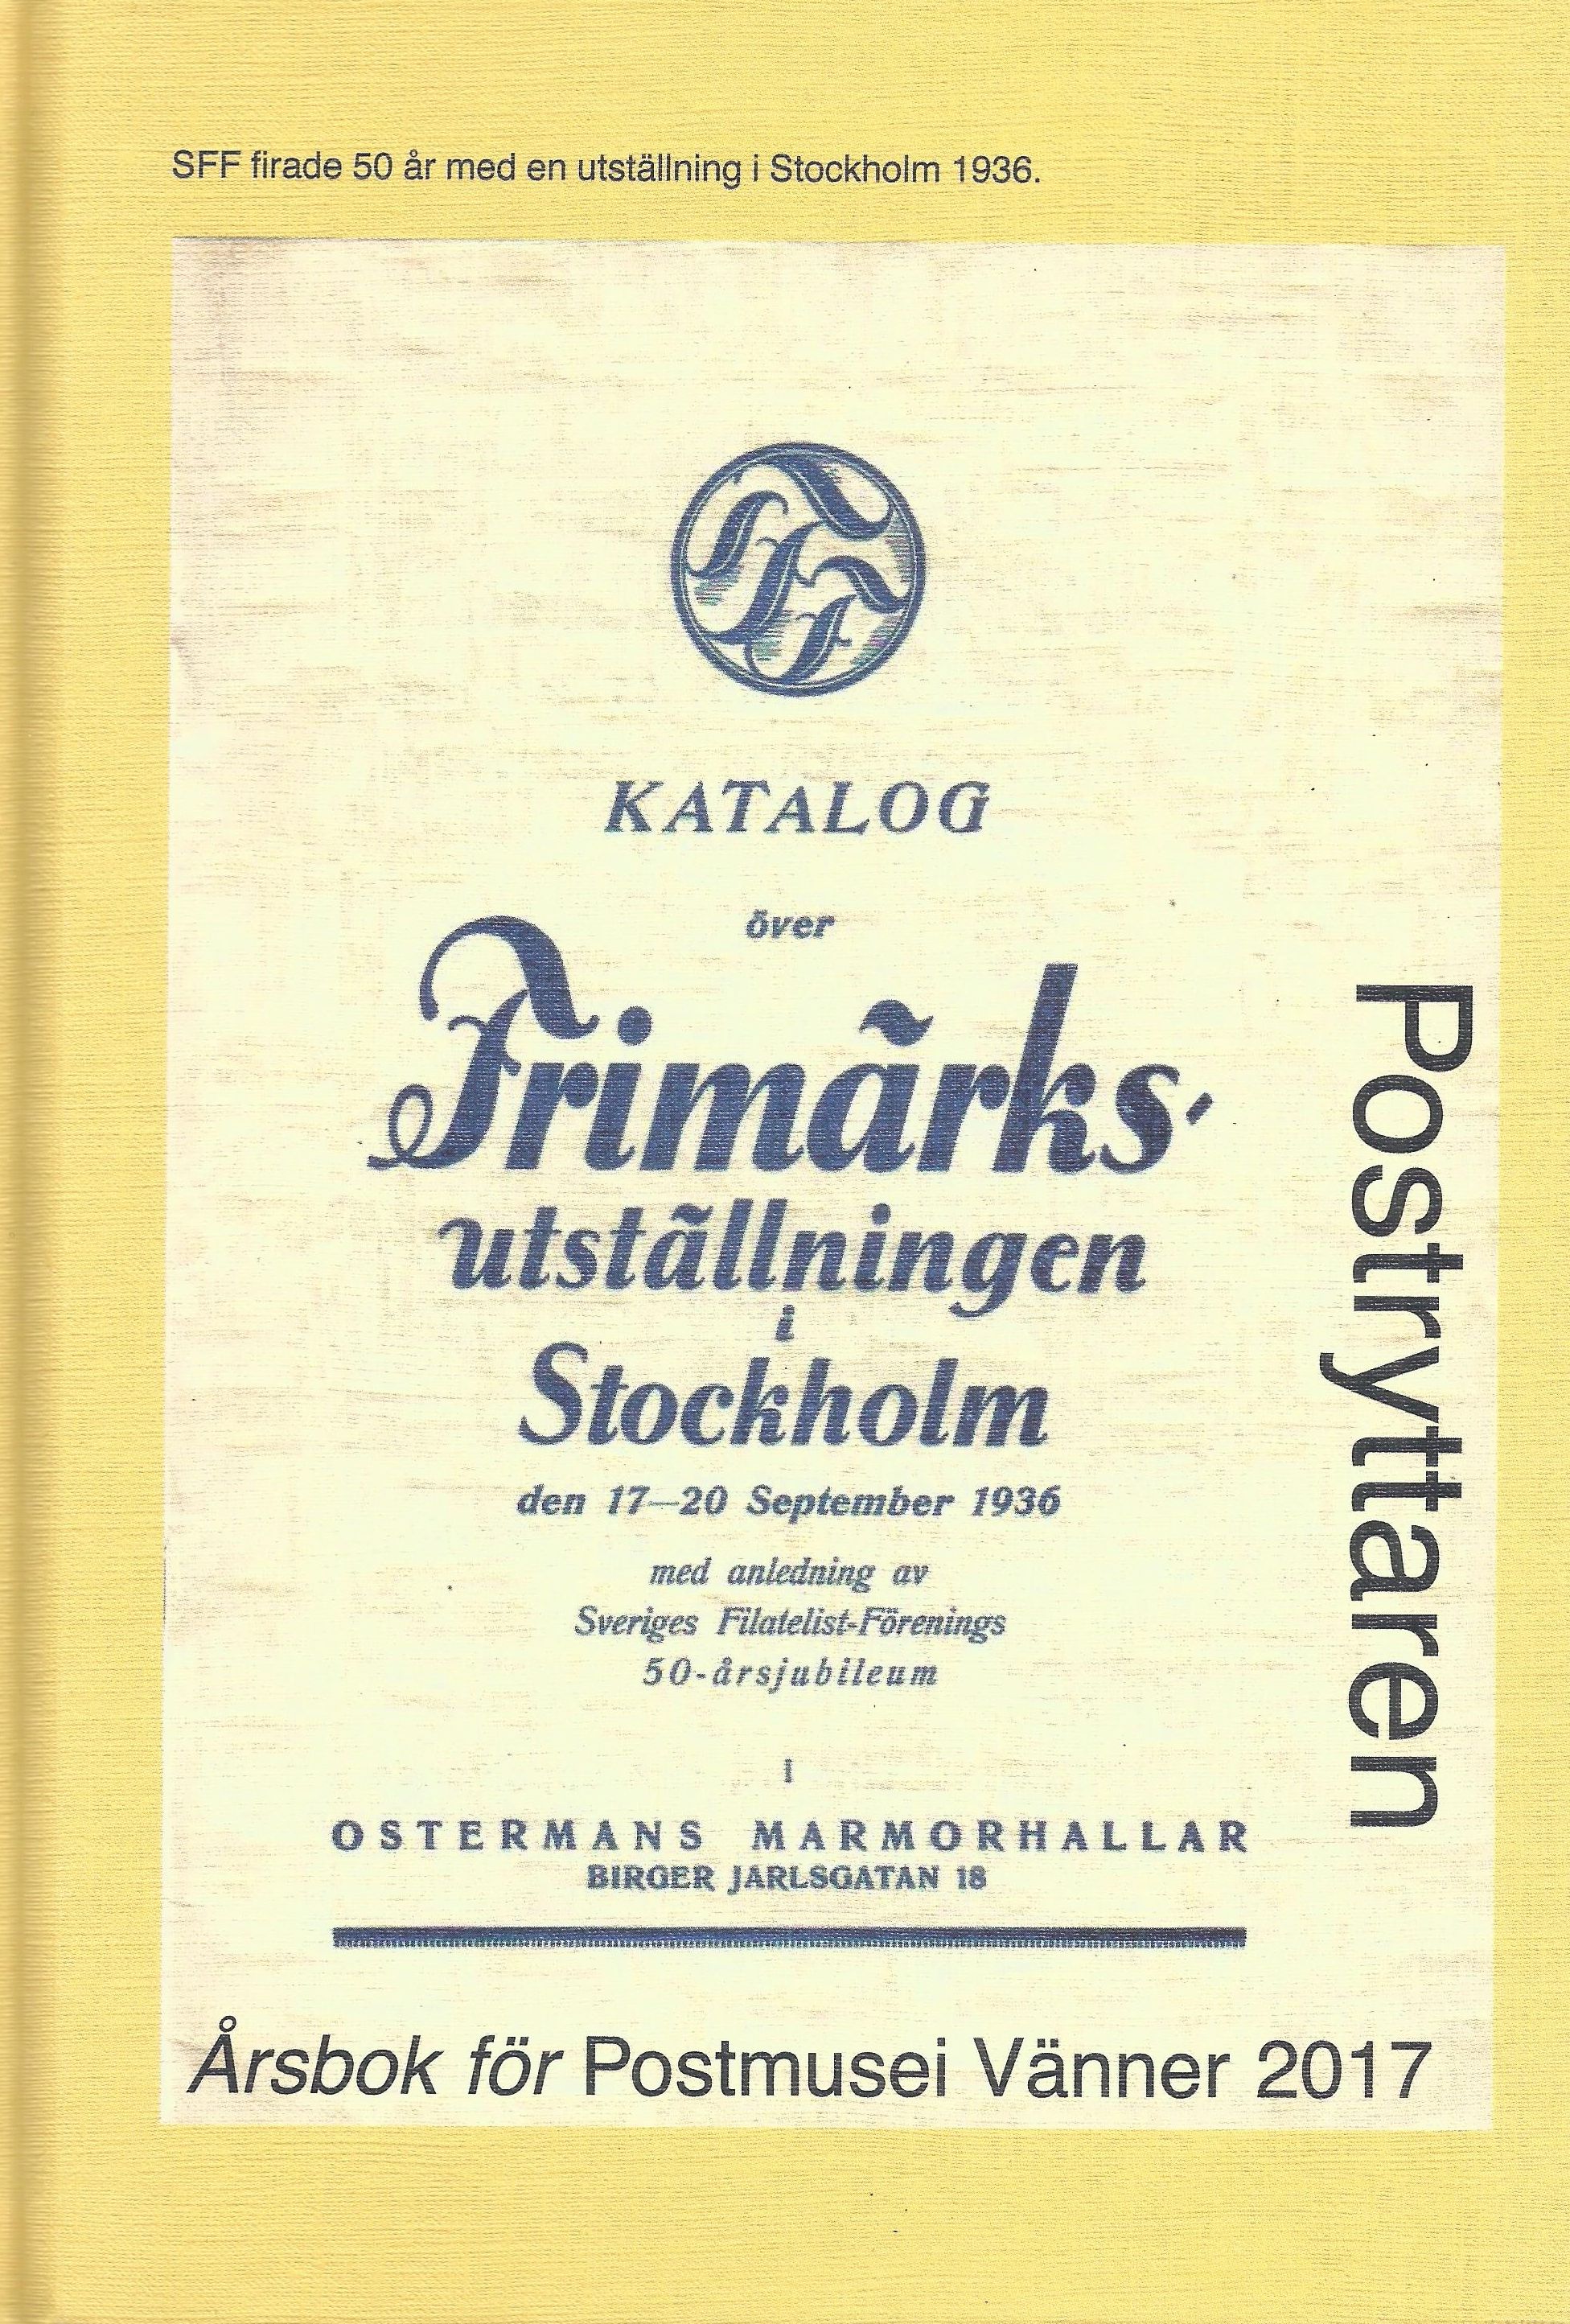 SFF firade 50 år med en utställning i Stockholm 1936.
SFF
KATALOG
över
Frimärks-
utställningen
i
Stockholm
den 17—20 September 1936
med anledning av
Sveriges Filatelist-Förenings
50-årsjubileum
i
OSTERMANS MARMORHALLAR
BIRGER JARLSGATAN 18
Postryttaren
Årsbok för Postmusei Vänner 2017